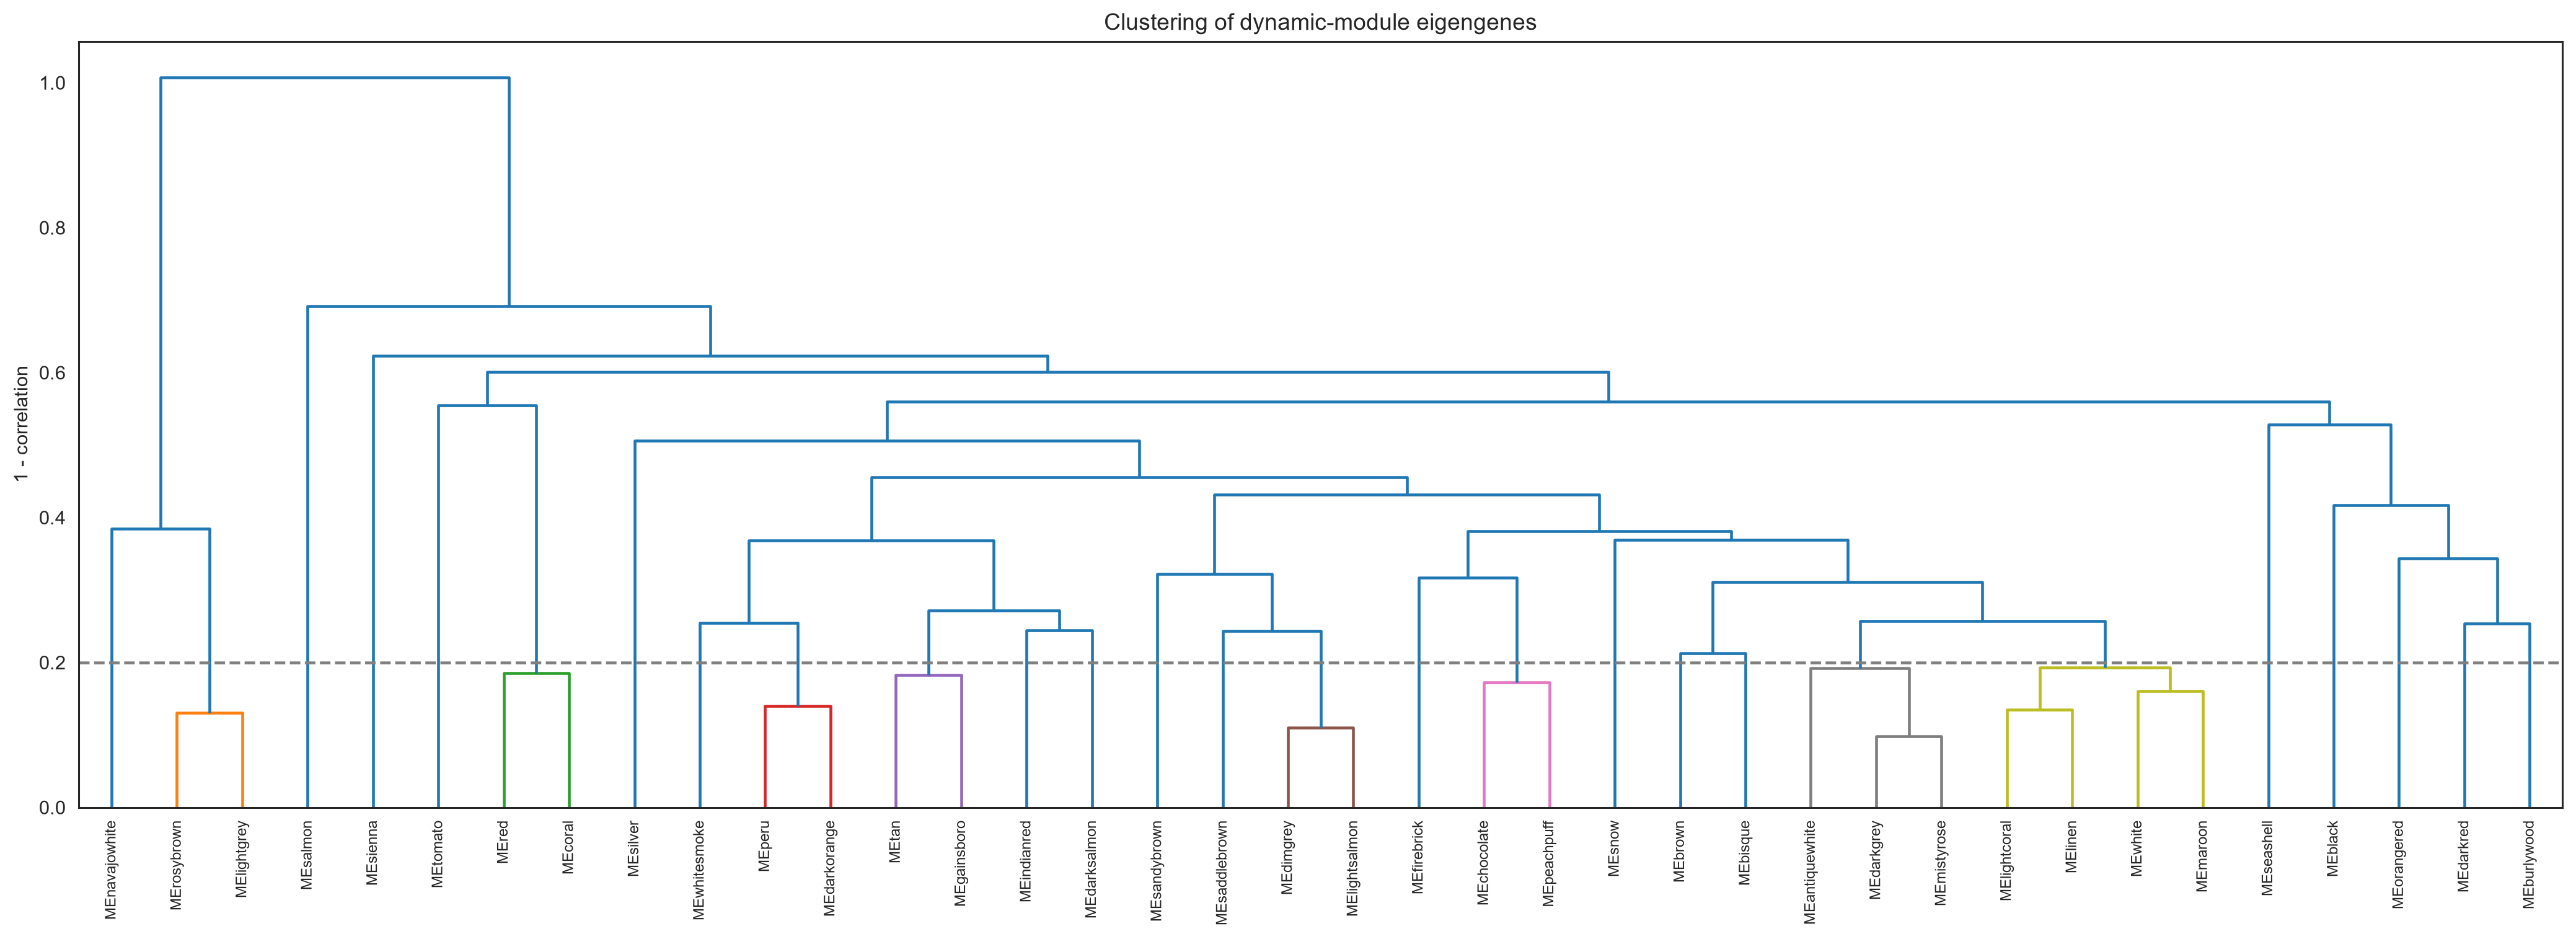 Clustering of dynamic-module eigengenes
1.0
0.8
0.6
0.4
0.2
0.0
1 - correlation
MEnavajowhite
MErosybrown
MElightgrey
MEsalmon
MEsienna
MEtomato
MEred
MEcoral
MEsilver
MEwhitesmoke
MEperu
MEdarkorange
MEtan
MEgainsboro
MEindianred
MEdarksalmon
MEsandybrown
MEsaddlebrown
MEdimgrey
MElightsalmon
MEfirebrick
MEchocolate
MEpeachpuff
MEsnow
MEbrown
MEbisque
MEantiquewhite
MEdarkgrey
MEmistyrose
MElightcoral
MElinen
MEwhite
MEmaroon
MEseashell
MEblack
MEorangered
MEdarkred
MEburlywood